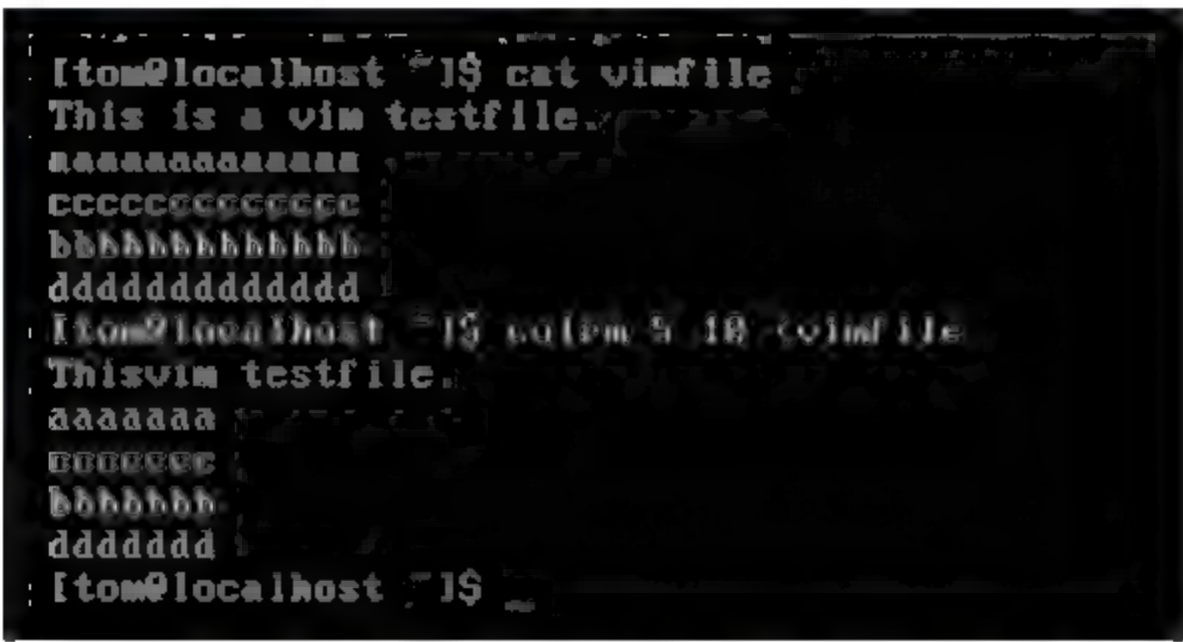 [tom@localhost ~]$ cat vimfile
This is a vim testfile.
aaaaaaaaaaaaa
ccccccccccccc
bbbbbbbbbbbbb
ddddddddddddd
[tom@localhost ~]$ colrm 5 10 <vimfile
Thisvim testfile.
aaaaaaa
ccccccc
bbbbbbb
ddddddd
[tom@localhost ~]$ _